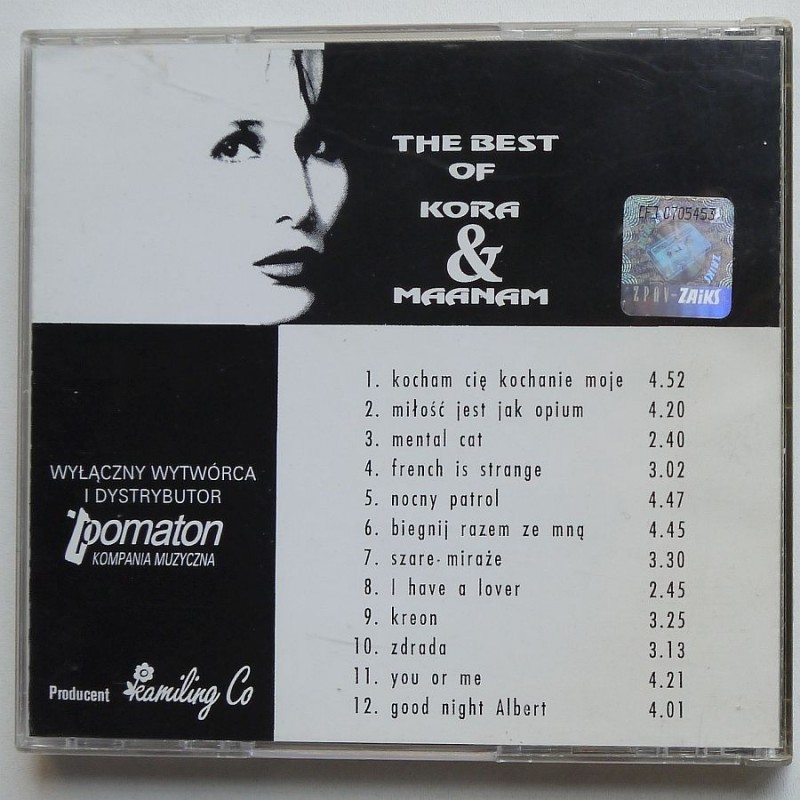 THE BEST
OF
KORA
&
MAANAM
CFJ 0705453
ZAIKS
ZPAV-ZAiKS
1. kocham cię kochanie moje 4.52
2. miłość jest jak opium 4.20
3. mental cat 2.40
4. french is strange 3.02
5. nocny patrol 4.47
6. biegnij razem ze mną 4.45
7. szare-miraże 3.30
8. I have a lover 2.45
9. kreon 3.25
10. zdrada 3.13
11. you or me 4.21
12. good night Albert 4.01
WYŁĄCZNY WYTWÓRCA
I DYSTRYBUTOR
pomaton
KOMPANIA MUZYCZNA
Producent Kamiling Co